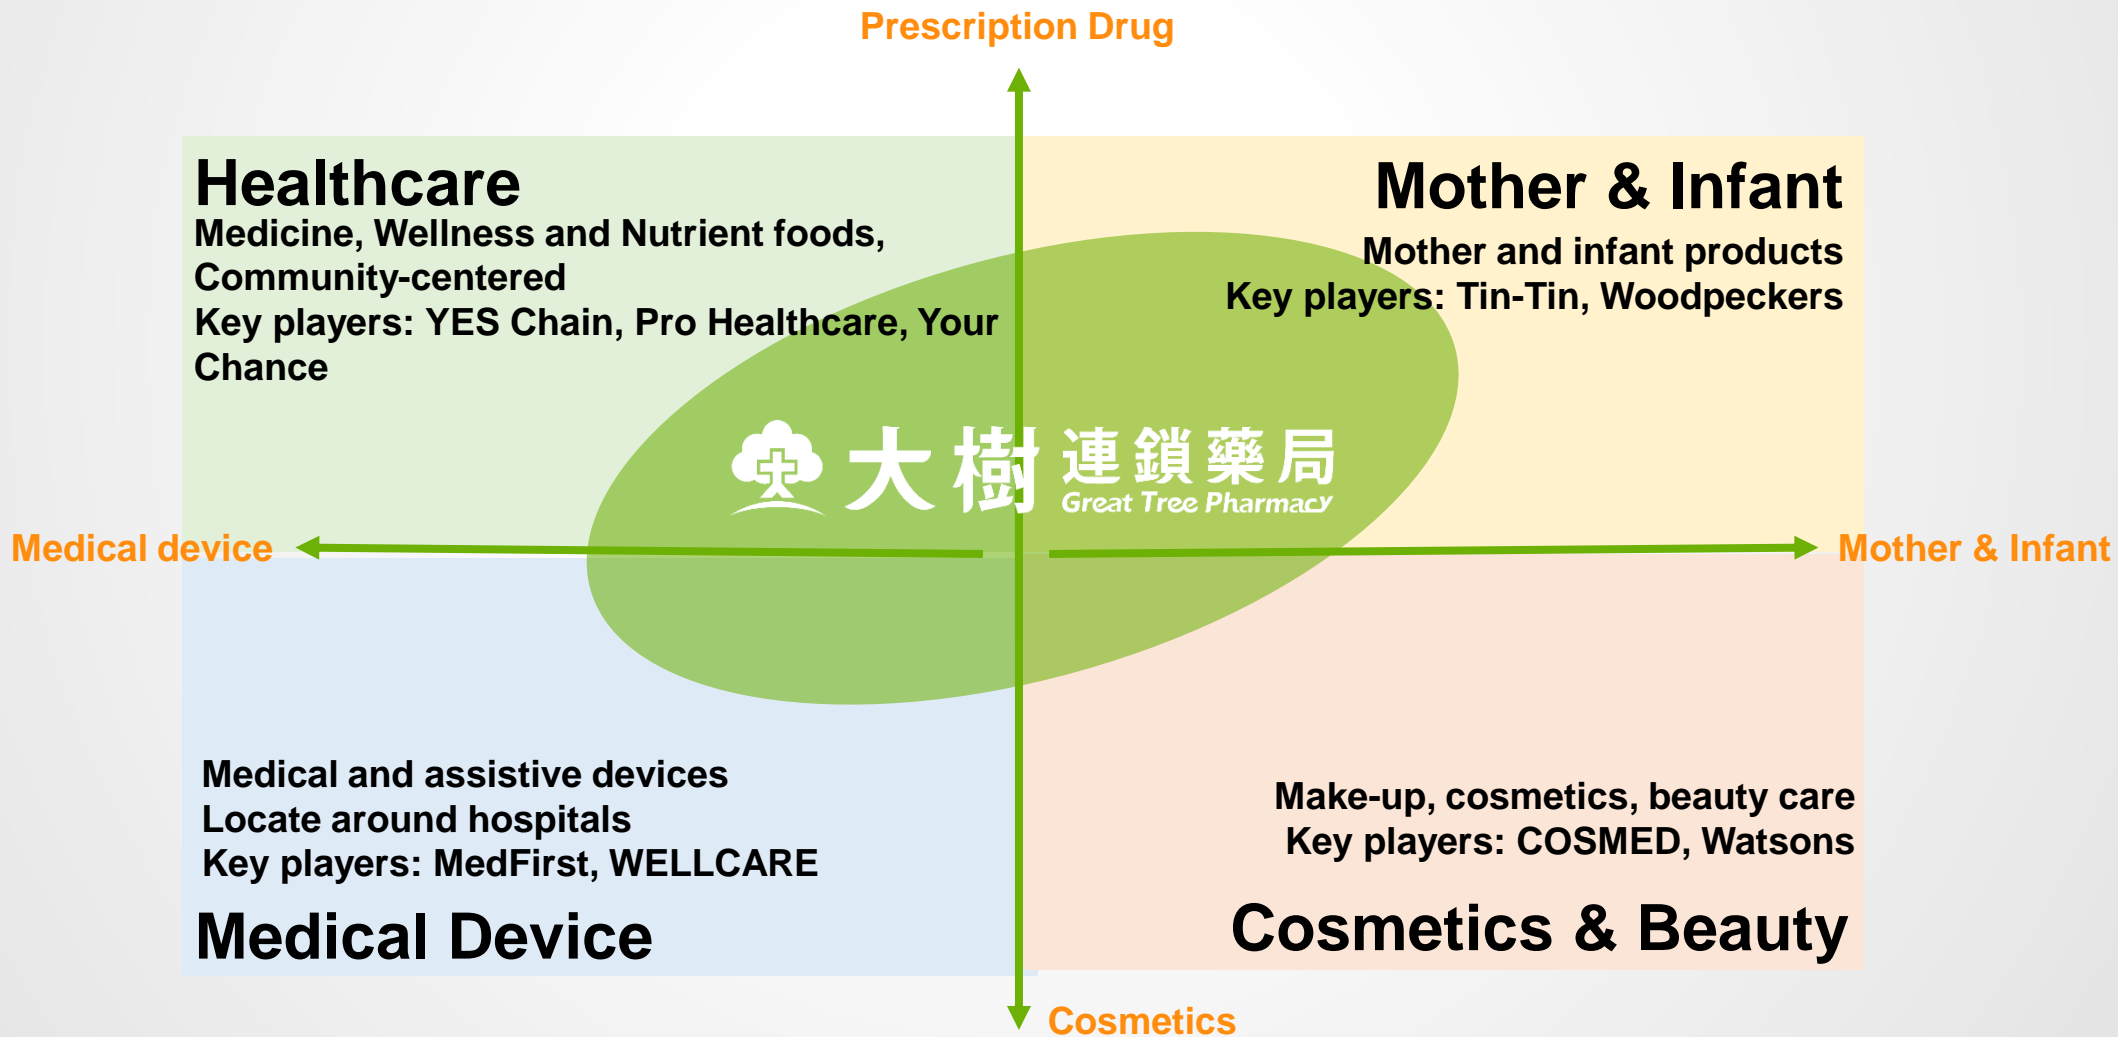 Prescription Drug
Healthcare
Medicine, Wellness and Nutrient foods,
Community-centered
Key players: YES Chain, Pro Healthcare, Your
Chance
Mother & Infant
Mother and infant products
Key players: Tin-Tin, Woodpeckers
大樹 連鎖藥局
Great Tree Pharmacy
Medical device
Mother & Infant
Medical and assistive devices
Locate around hospitals
Key players: MedFirst, WELLCARE
Medical Device
Make-up, cosmetics, beauty care
Key players: COSMED, Watsons
Cosmetics & Beauty
Cosmetics